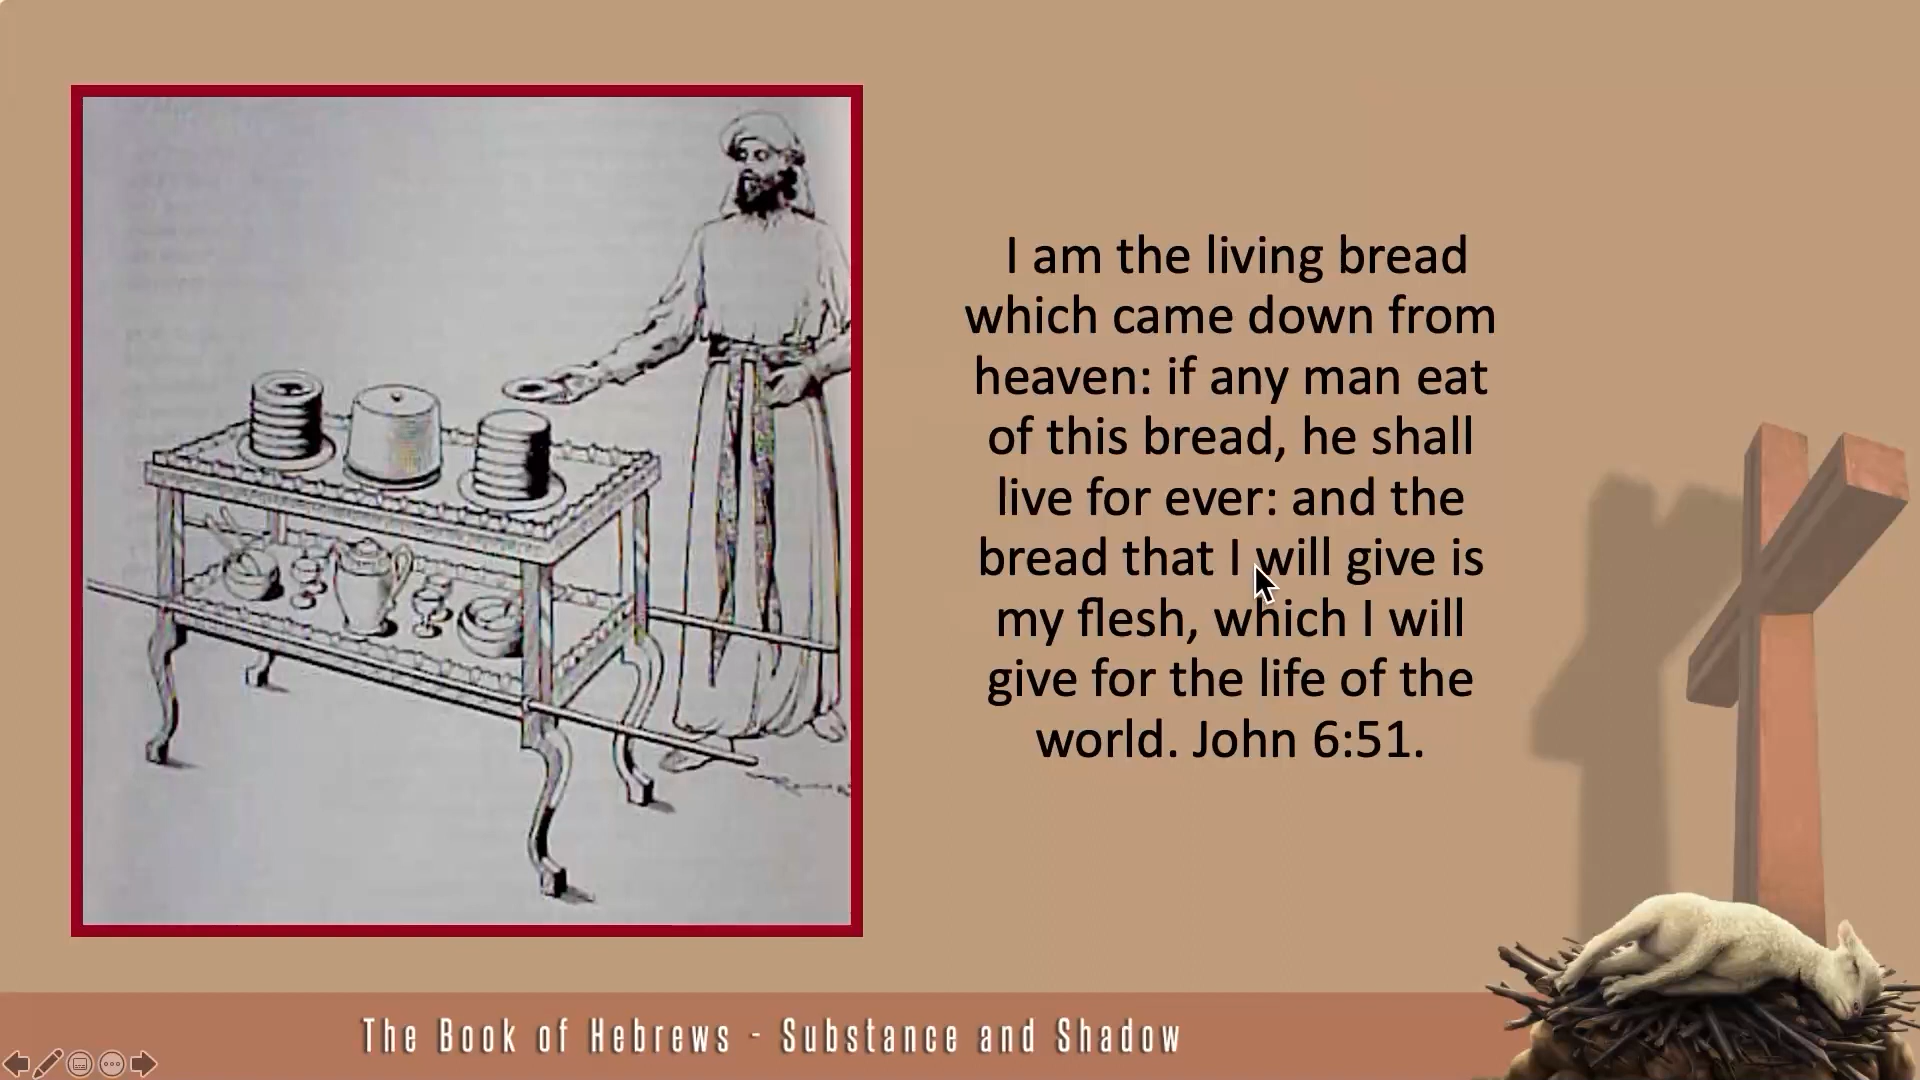 I am the living bread
which came down from
heaven: if any man eat
of this bread, he shall
live for ever: and the
bread that I will give is
my flesh, which I will
give for the life of the
world. John 6:51.
The Book of Hebrews - Substance and Shadow